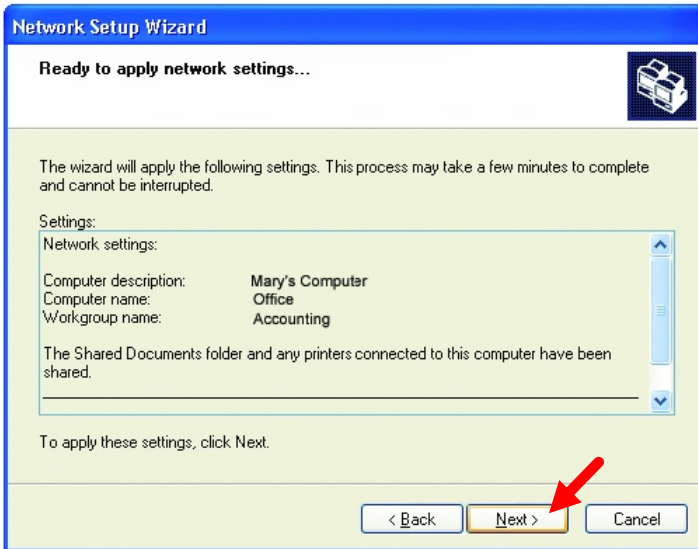 Network Setup Wizard
Ready to apply network settings...
The wizard will apply the following settings. This process may take a few minutes to complete
and cannot be interrupted.
Settings:
Network settings:
Computer description: Mary's Computer
Computer name: Office
Workgroup name: Accounting
The Shared Documents folder and any printers connected to this computer have been
shared.
To apply these settings, click Next.
< Back Next > Cancel